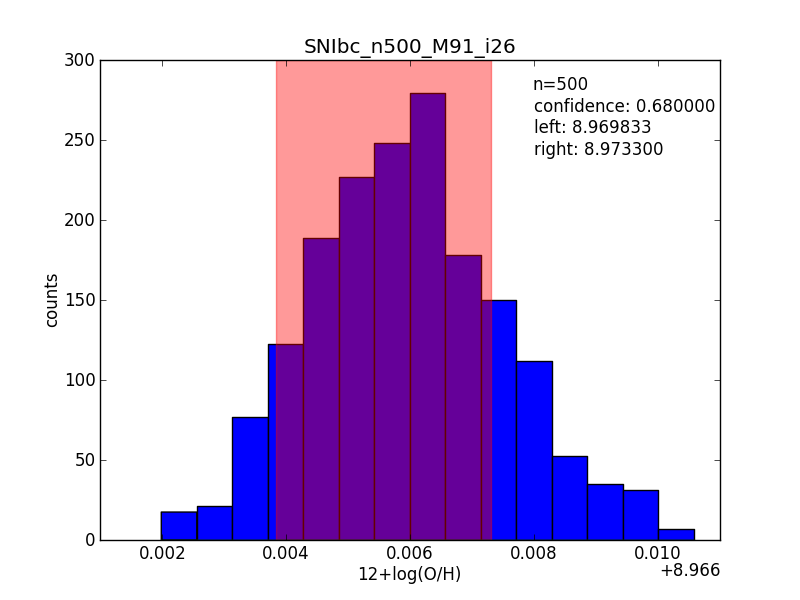 SNIbc_n500_M91_i26
300
250
200
150
100
50
0
counts
n=500
confidence: 0.680000
left: 8.969833
right: 8.973300
0.002 0.004 0.006 0.008 0.010
12+log(O/H)
+8.966